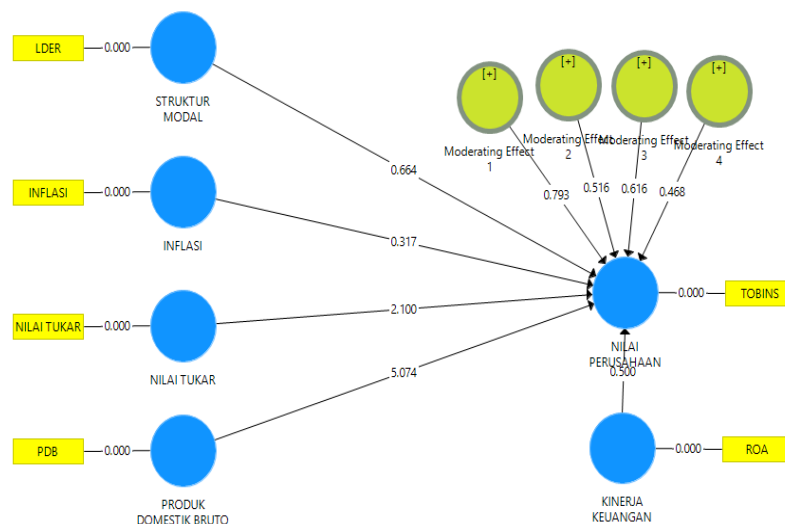 LDER
0.000
STRUKTUR
MODAL
[+]
[+]
[+]
[+]
Moderating Effect
1
Moderating Effect
2
Moderating Effect
3
Moderating Effect
4
0.664
0.793
0.516
0.616
0.468
INFLASI
0.000
INFLASI
0.317
NILAI TUKAR
0.000
NILAI TUKAR
2.100
0.000
TOBINS
NILAI
PERUSAHAAN
0.500
5.074
PDB
0.000
PRODUK
DOMESTIK BRUTO
0.000
ROA
KINERJA
KEUANGAN